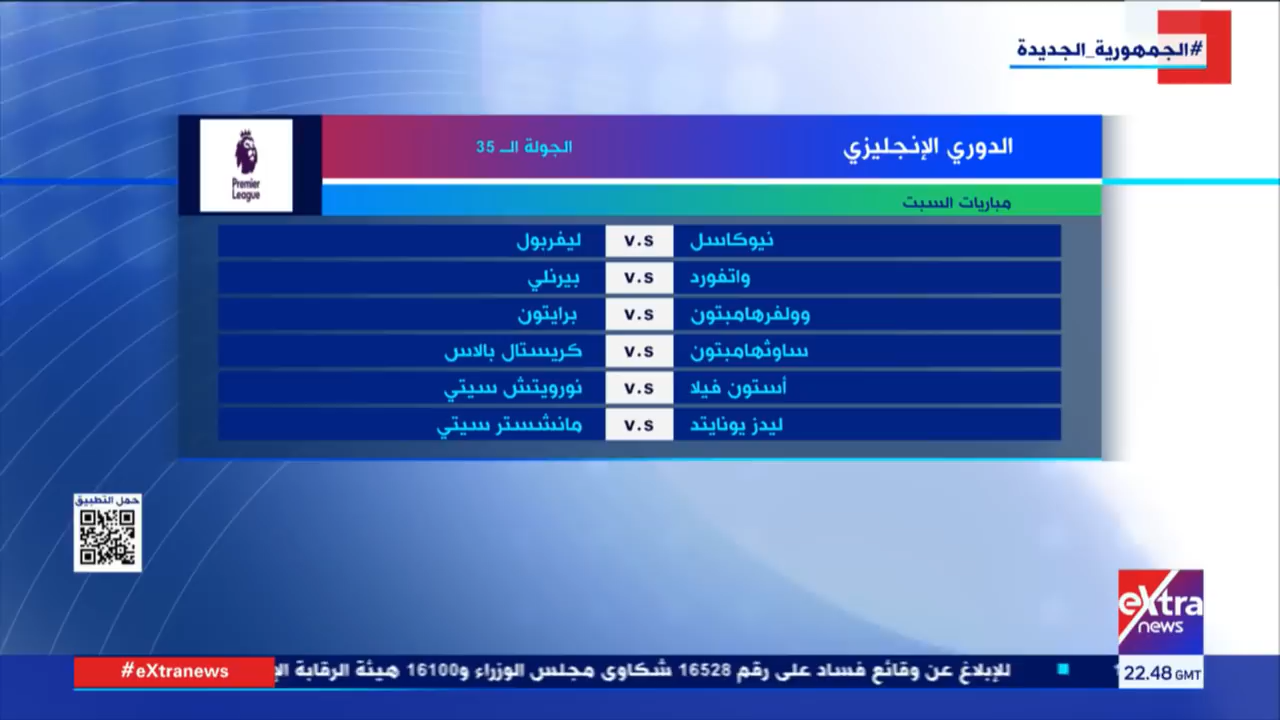 #الجمهورية_الجديدة
الدوري الإنجليزي
الجولة الـ 35
Premier
League
مباريات السبت
نيوكاسل v.s ليفربول
واتفورد v.s بيرنلي
وولفرهامبتون v.s برايتون
ساوثهامبتون v.s كريستال بالاس
أستون فيلا v.s نورويتش سيتي
ليدز يونايتد v.s مانشستر سيتي
حمل التطبيق
eXtra
news
للإبلاغ عن وقائع فساد على رقم 16528 شكاوى مجلس الوزراء و16100 هيئة الرقابة
#eXtranews
22.48 GMT